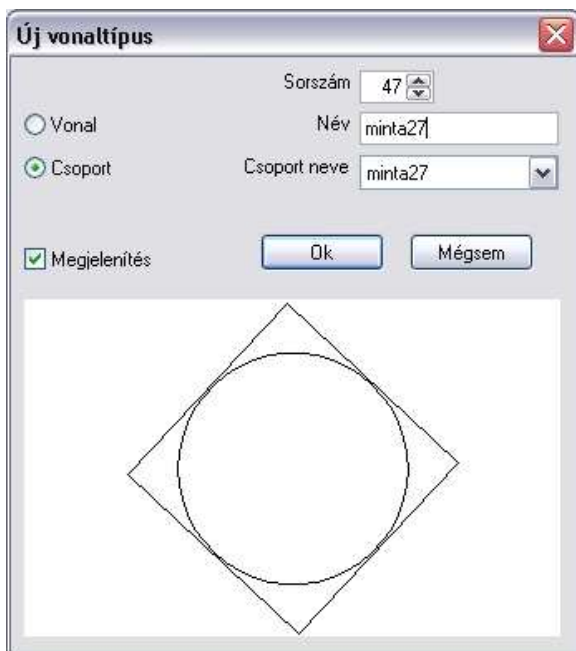 Új vonaltípus
Sorszám 47
Vonal
Név minta27
Csoport
Csoport neve minta27
Megjelenítés
Ok
Mégsem